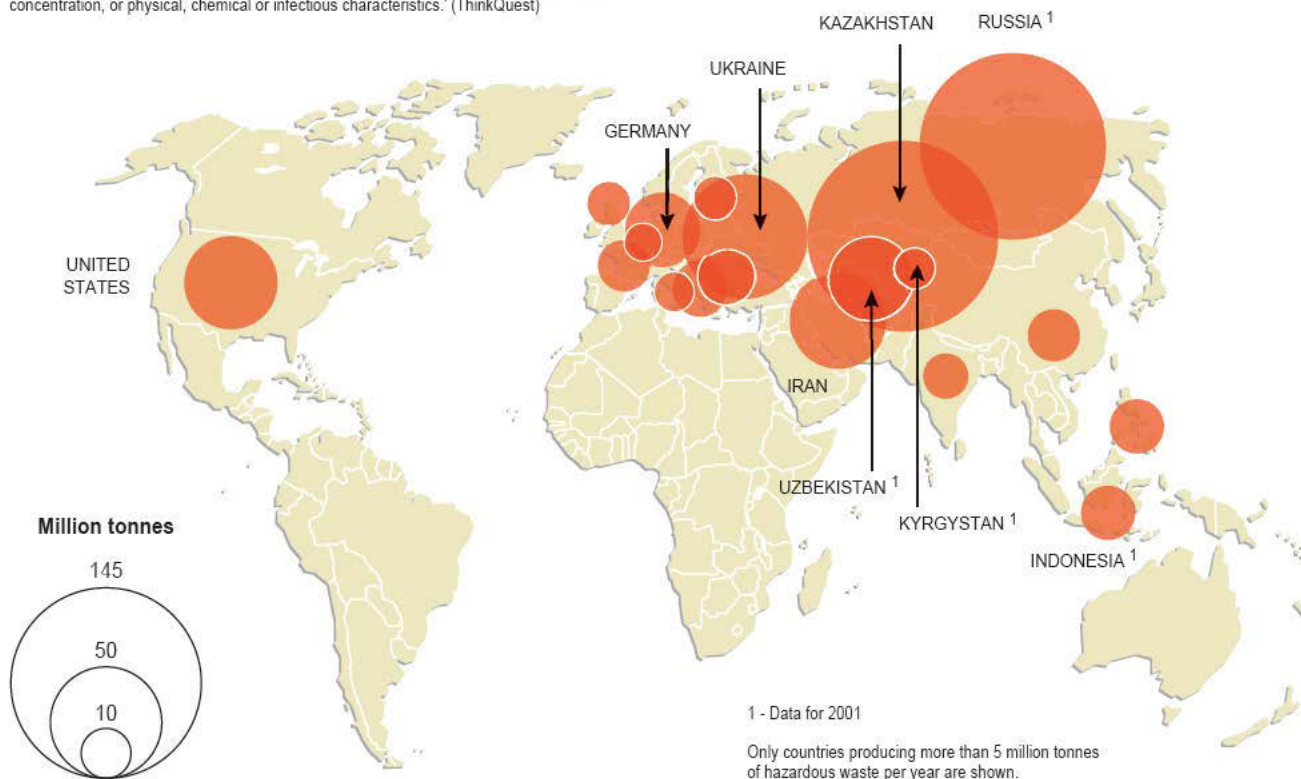 concentration, or physical, chemical or infectious characteristics.' (ThinkQuest)
KAZAKHSTAN
RUSSIA 1
UKRAINE
GERMANY
UNITED
STATES
IRAN
UZBEKISTAN 1
KYRGYSTAN 1
INDONESIA 1
Million tonnes
145
50
10
1 - Data for 2001
Only countries producing more than 5 million tonnes
of hazardous waste per year are shown.